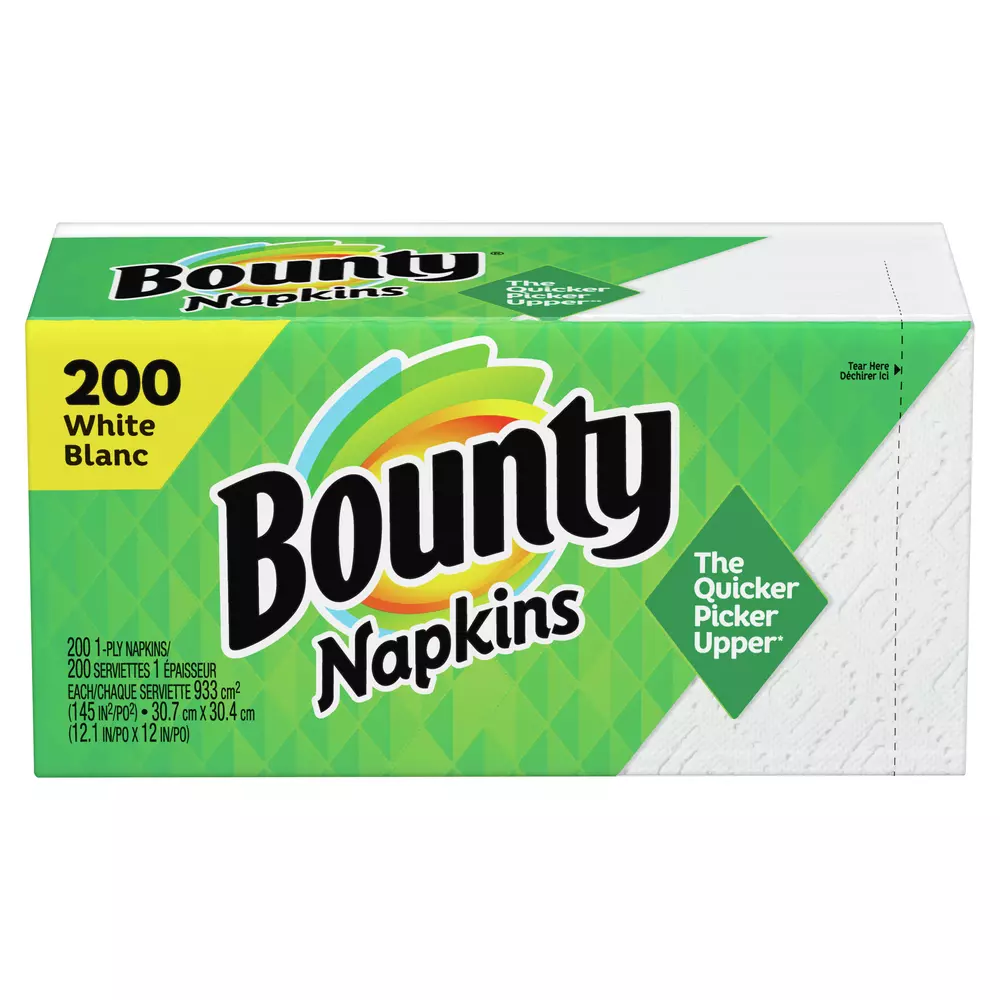 Bounty®
Napkins
The
Quicker
Picker
Upper**
200
White
Blanc
Tear Here
Déchirer Ici
Bounty
Napkins
The
Quicker
Picker
Upper*
200 1-PLY NAPKINS/
200 SERVIETTES 1 ÉPAISSEUR
EACH/CHAQUE SERVIETTE 933 cm²
(145 IN²/PO²) • 30.7 cm X 30.4 cm
(12.1 IN/PO X 12 IN/PO)